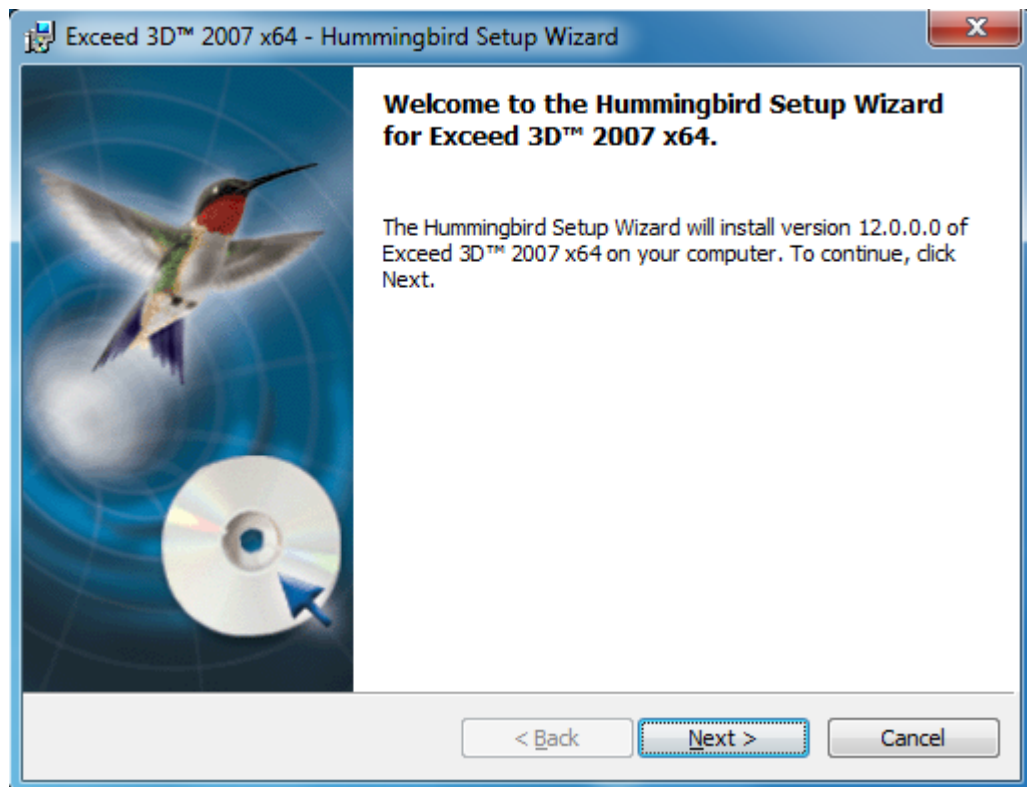 Exceed 3D™ 2007 x64 - Hummingbird Setup Wizard
Welcome to the Hummingbird Setup Wizard
for Exceed 3D™ 2007 x64.
The Hummingbird Setup Wizard will install version 12.0.0.0 of
Exceed 3D™ 2007 x64 on your computer. To continue, click
Next.
< Back
Next >
Cancel